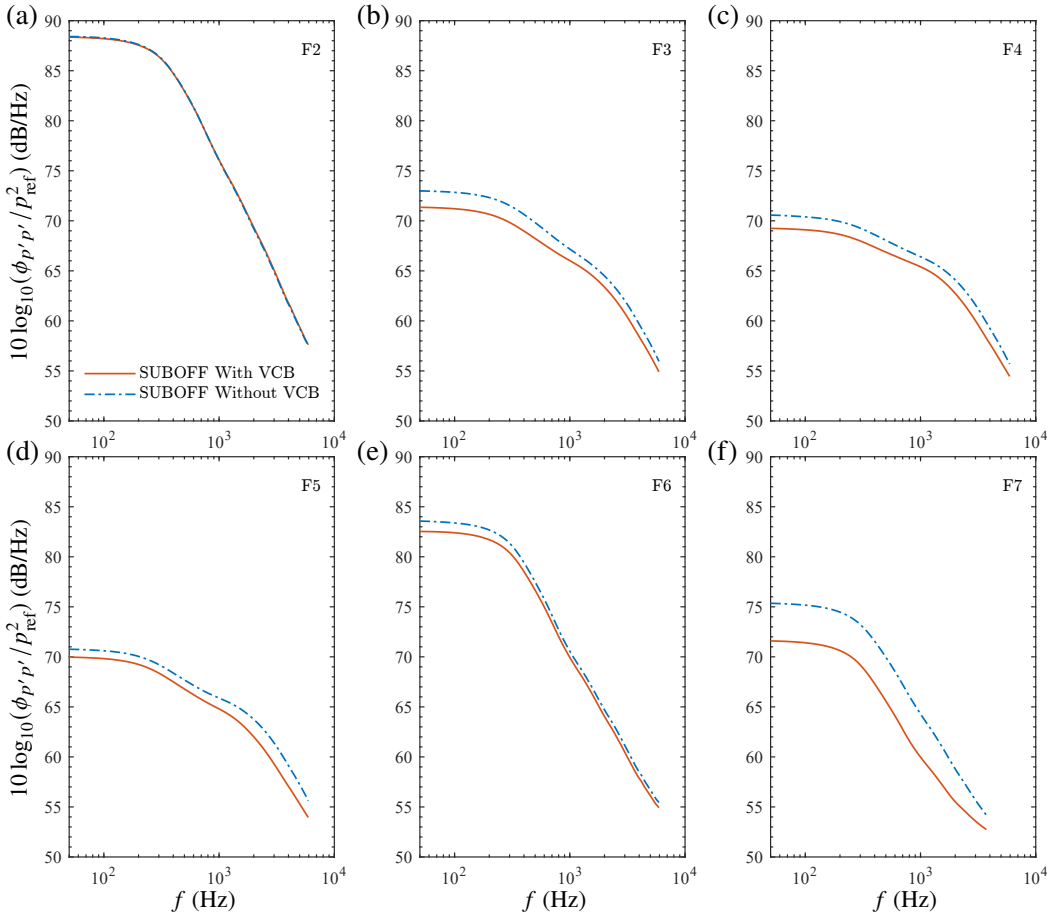 (a) (b) (c)
90 90 90
F2 F3 F4
85 85 85
80 80 80
75 75 75
70 70 70
65 65 65
60 60 60
55 55 55
50 50 50
10 log₁₀(ϕp′p′/p²ref) (dB/Hz)
SUBOFF With VCB
SUBOFF Without VCB
10² 10³ 10⁴ 10² 10³ 10⁴ 10² 10³ 10⁴
(d) (e) (f)
90 90 90
F5 F6 F7
85 85 85
80 80 80
75 75 75
70 70 70
65 65 65
60 60 60
55 55 55
50 50 50
10 log₁₀(ϕp′p′/p²ref) (dB/Hz)
10² 10³ 10⁴ 10² 10³ 10⁴ 10² 10³ 10⁴
f (Hz) f (Hz) f (Hz)